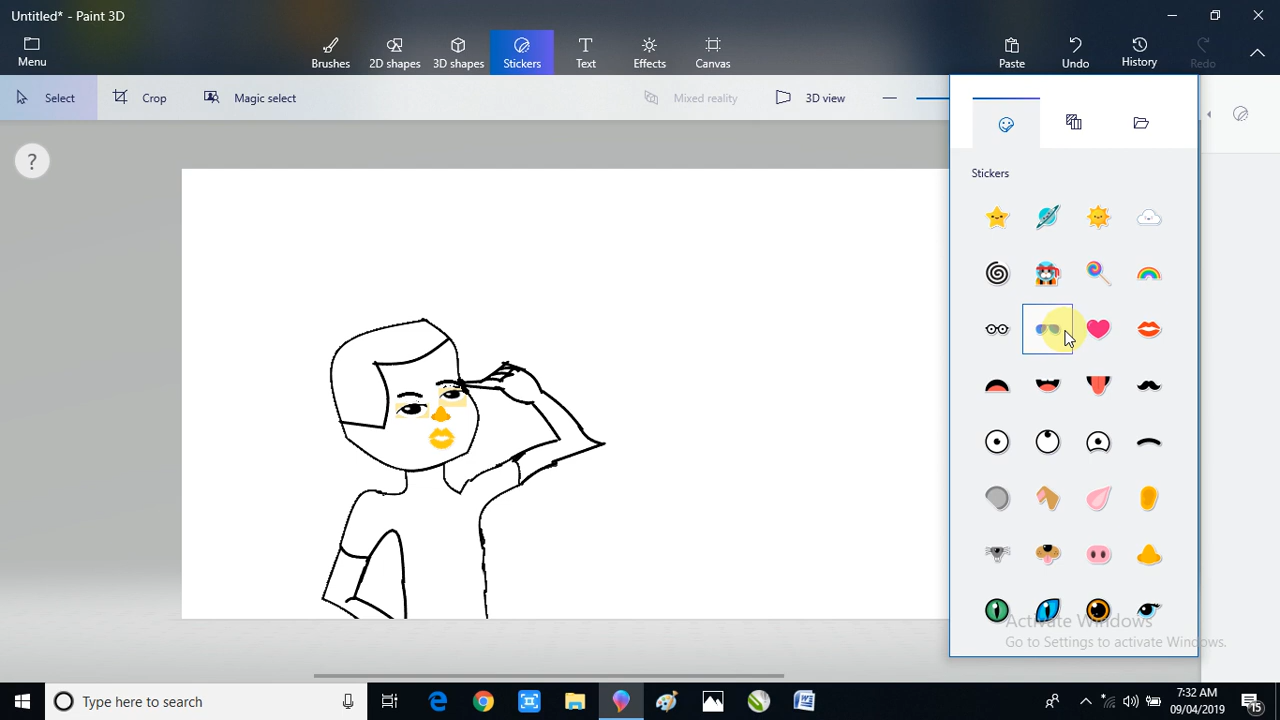 Untitled* - Paint 3D
Menu
Brushes
2D shapes
3D shapes
Stickers
Text
Effects
Canvas
Paste
Undo
History
Redo
Select
Crop
Magic select
Mixed reality
3D view
?
Stickers
Activate Windows
Go to Settings to activate Windows.
Type here to search
7:32 AM
09/04/2019
15